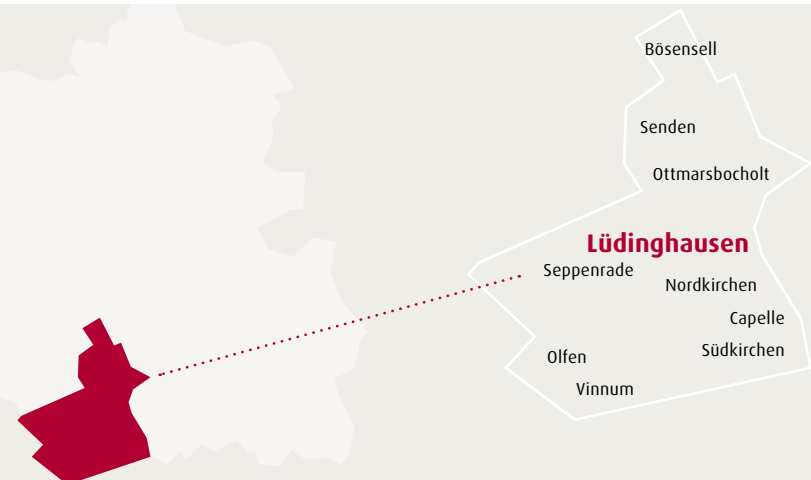 Bösensell
Senden
Ottmarsbocholt
Lüdinghausen
Seppenrade
Nordkirchen
Capelle
Südkirchen
Olfen
Vinnum